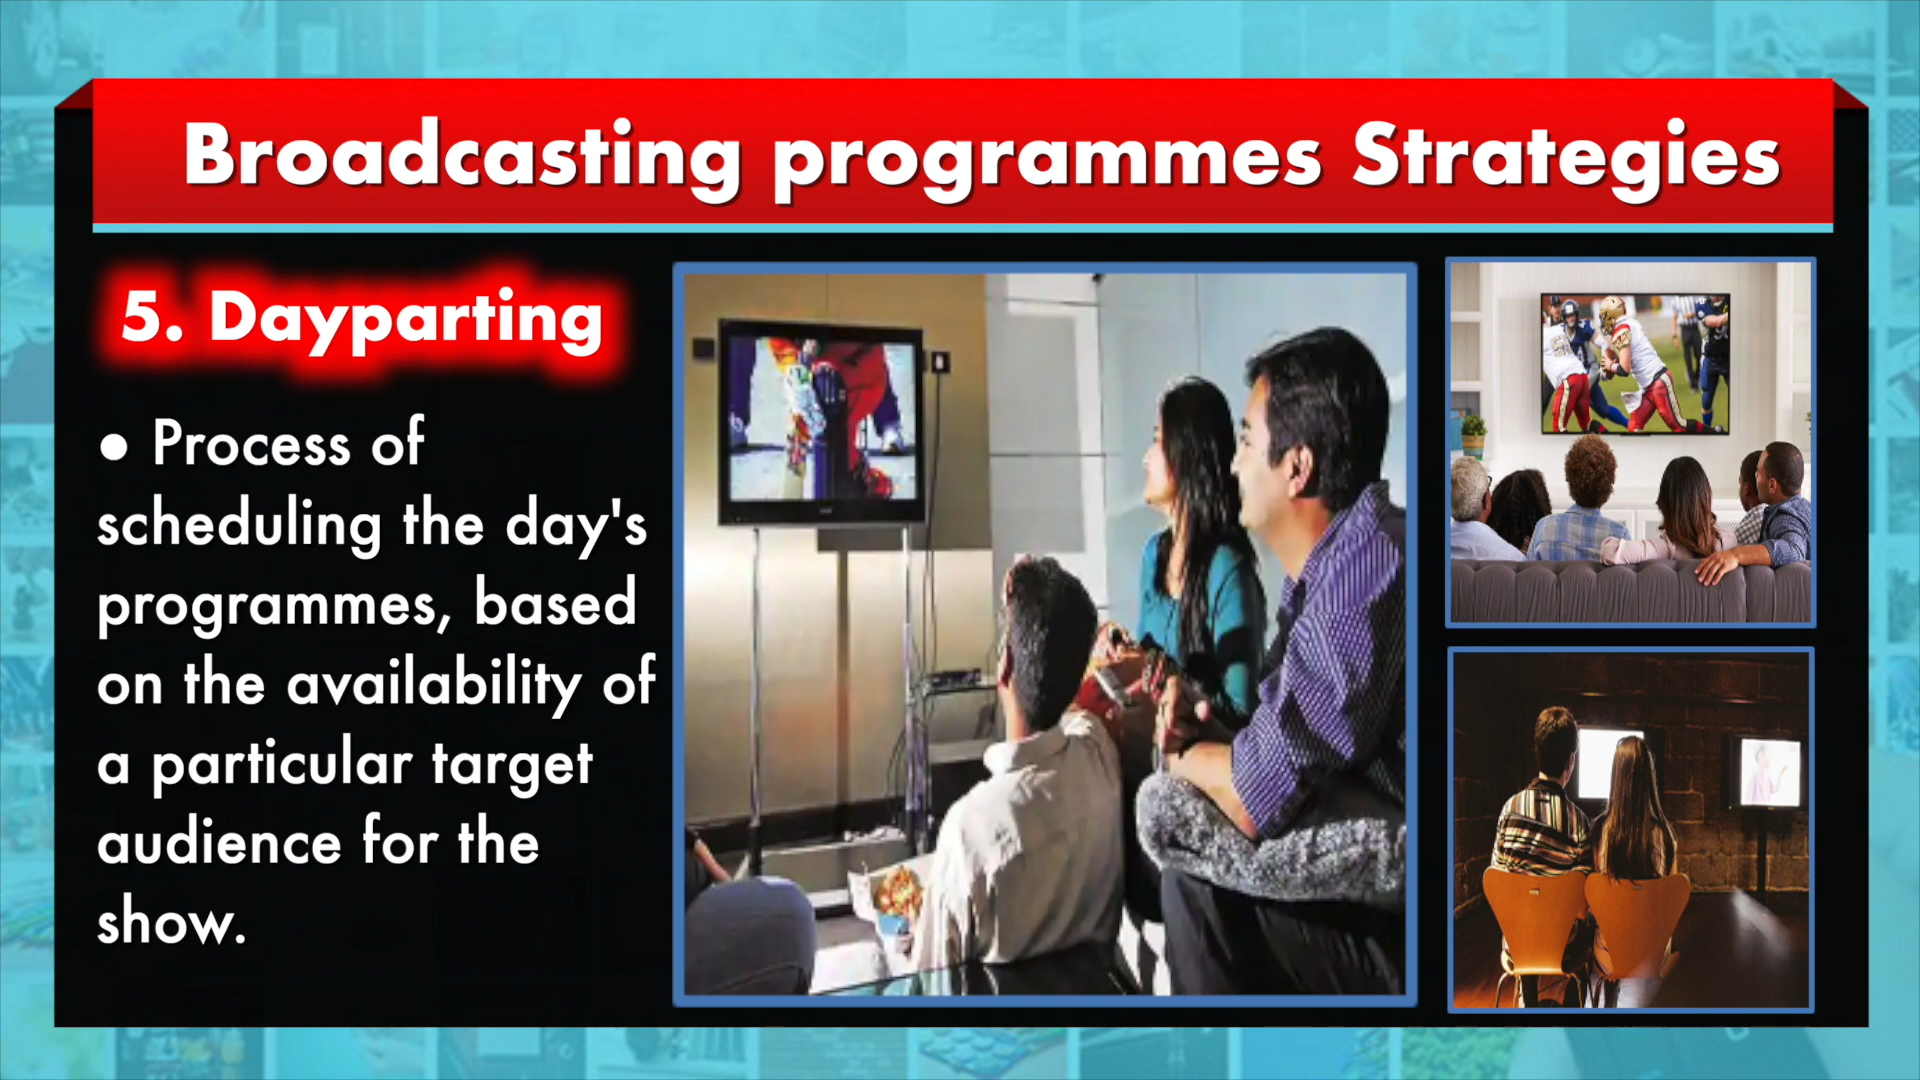 Broadcasting programmes Strategies
5. Dayparting
● Process of
scheduling the day's
programmes, based
on the availability of
a particular target
audience for the
show.